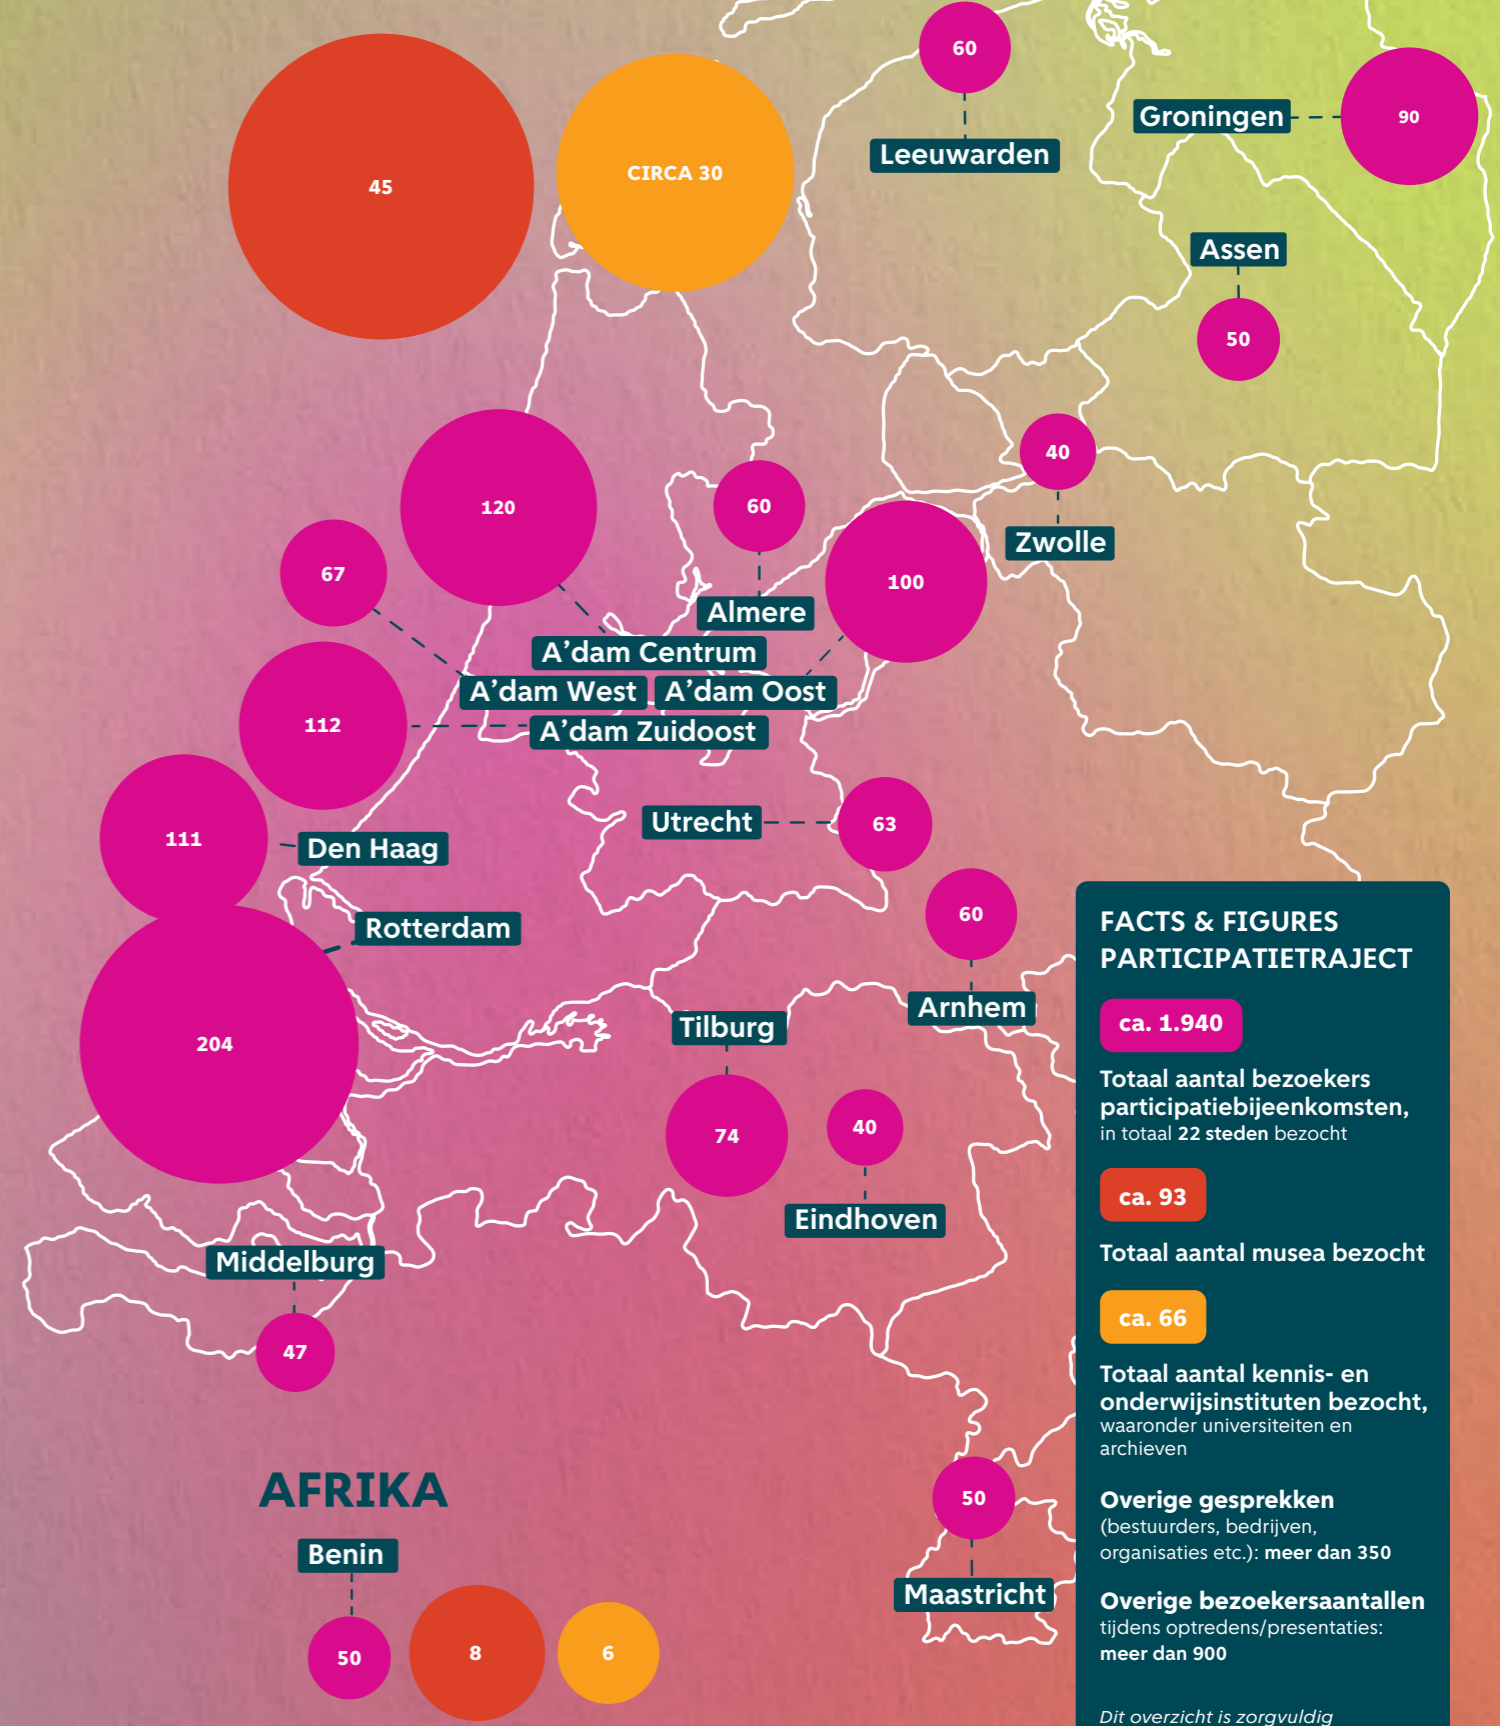 60
Leeuwarden
Groningen
90
45
CIRCA 30
Assen
50
40
Zwolle
120
60
67
100
Almere
A’dam Centrum
A’dam West
A’dam Oost
112
A’dam Zuidoost
111
Den Haag
Utrecht
63
Rotterdam
60
Arnhem
204
Tilburg
74
40
Eindhoven
Middelburg
47
50
Maastricht
AFRIKA
Benin
50
8
6
FACTS & FIGURES
PARTICIPATIETRAJECT
ca. 1.940
Totaal aantal bezoekers
participatiebijeenkomsten,
in totaal 22 steden bezocht
ca. 93
Totaal aantal musea bezocht
ca. 66
Totaal aantal kennis- en
onderwijsinstituten bezocht,
waaronder universiteiten en
archieven
Overige gesprekken
(bestuurders, bedrijven,
organisaties etc.): meer dan 350
Overige bezoekersaantallen
tijdens optredens/presentaties:
meer dan 900
Dit overzicht is zorgvuldig